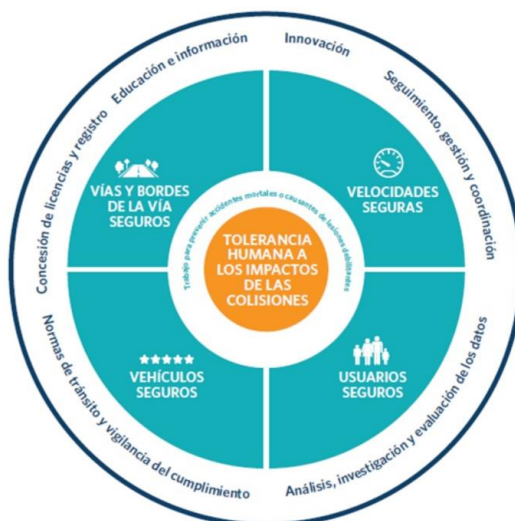 Educación e información
Innovación
Seguimiento, gestión y coordinación
Concesión de licencias y registro
VÍAS Y BORDES
DE LA VÍA
SEGUROS
VELOCIDADES
SEGURAS
Trabajo para prevenir accidentes mortales o causantes de lesiones debilitantes
TOLERANCIA
HUMANA A
LOS IMPACTOS
DE LAS
COLISIONES
VEHÍCULOS
SEGUROS
USUARIOS
SEGUROS
Normas de tránsito y vigilancia del cumplimiento
Análisis, investigación y evaluación de los datos